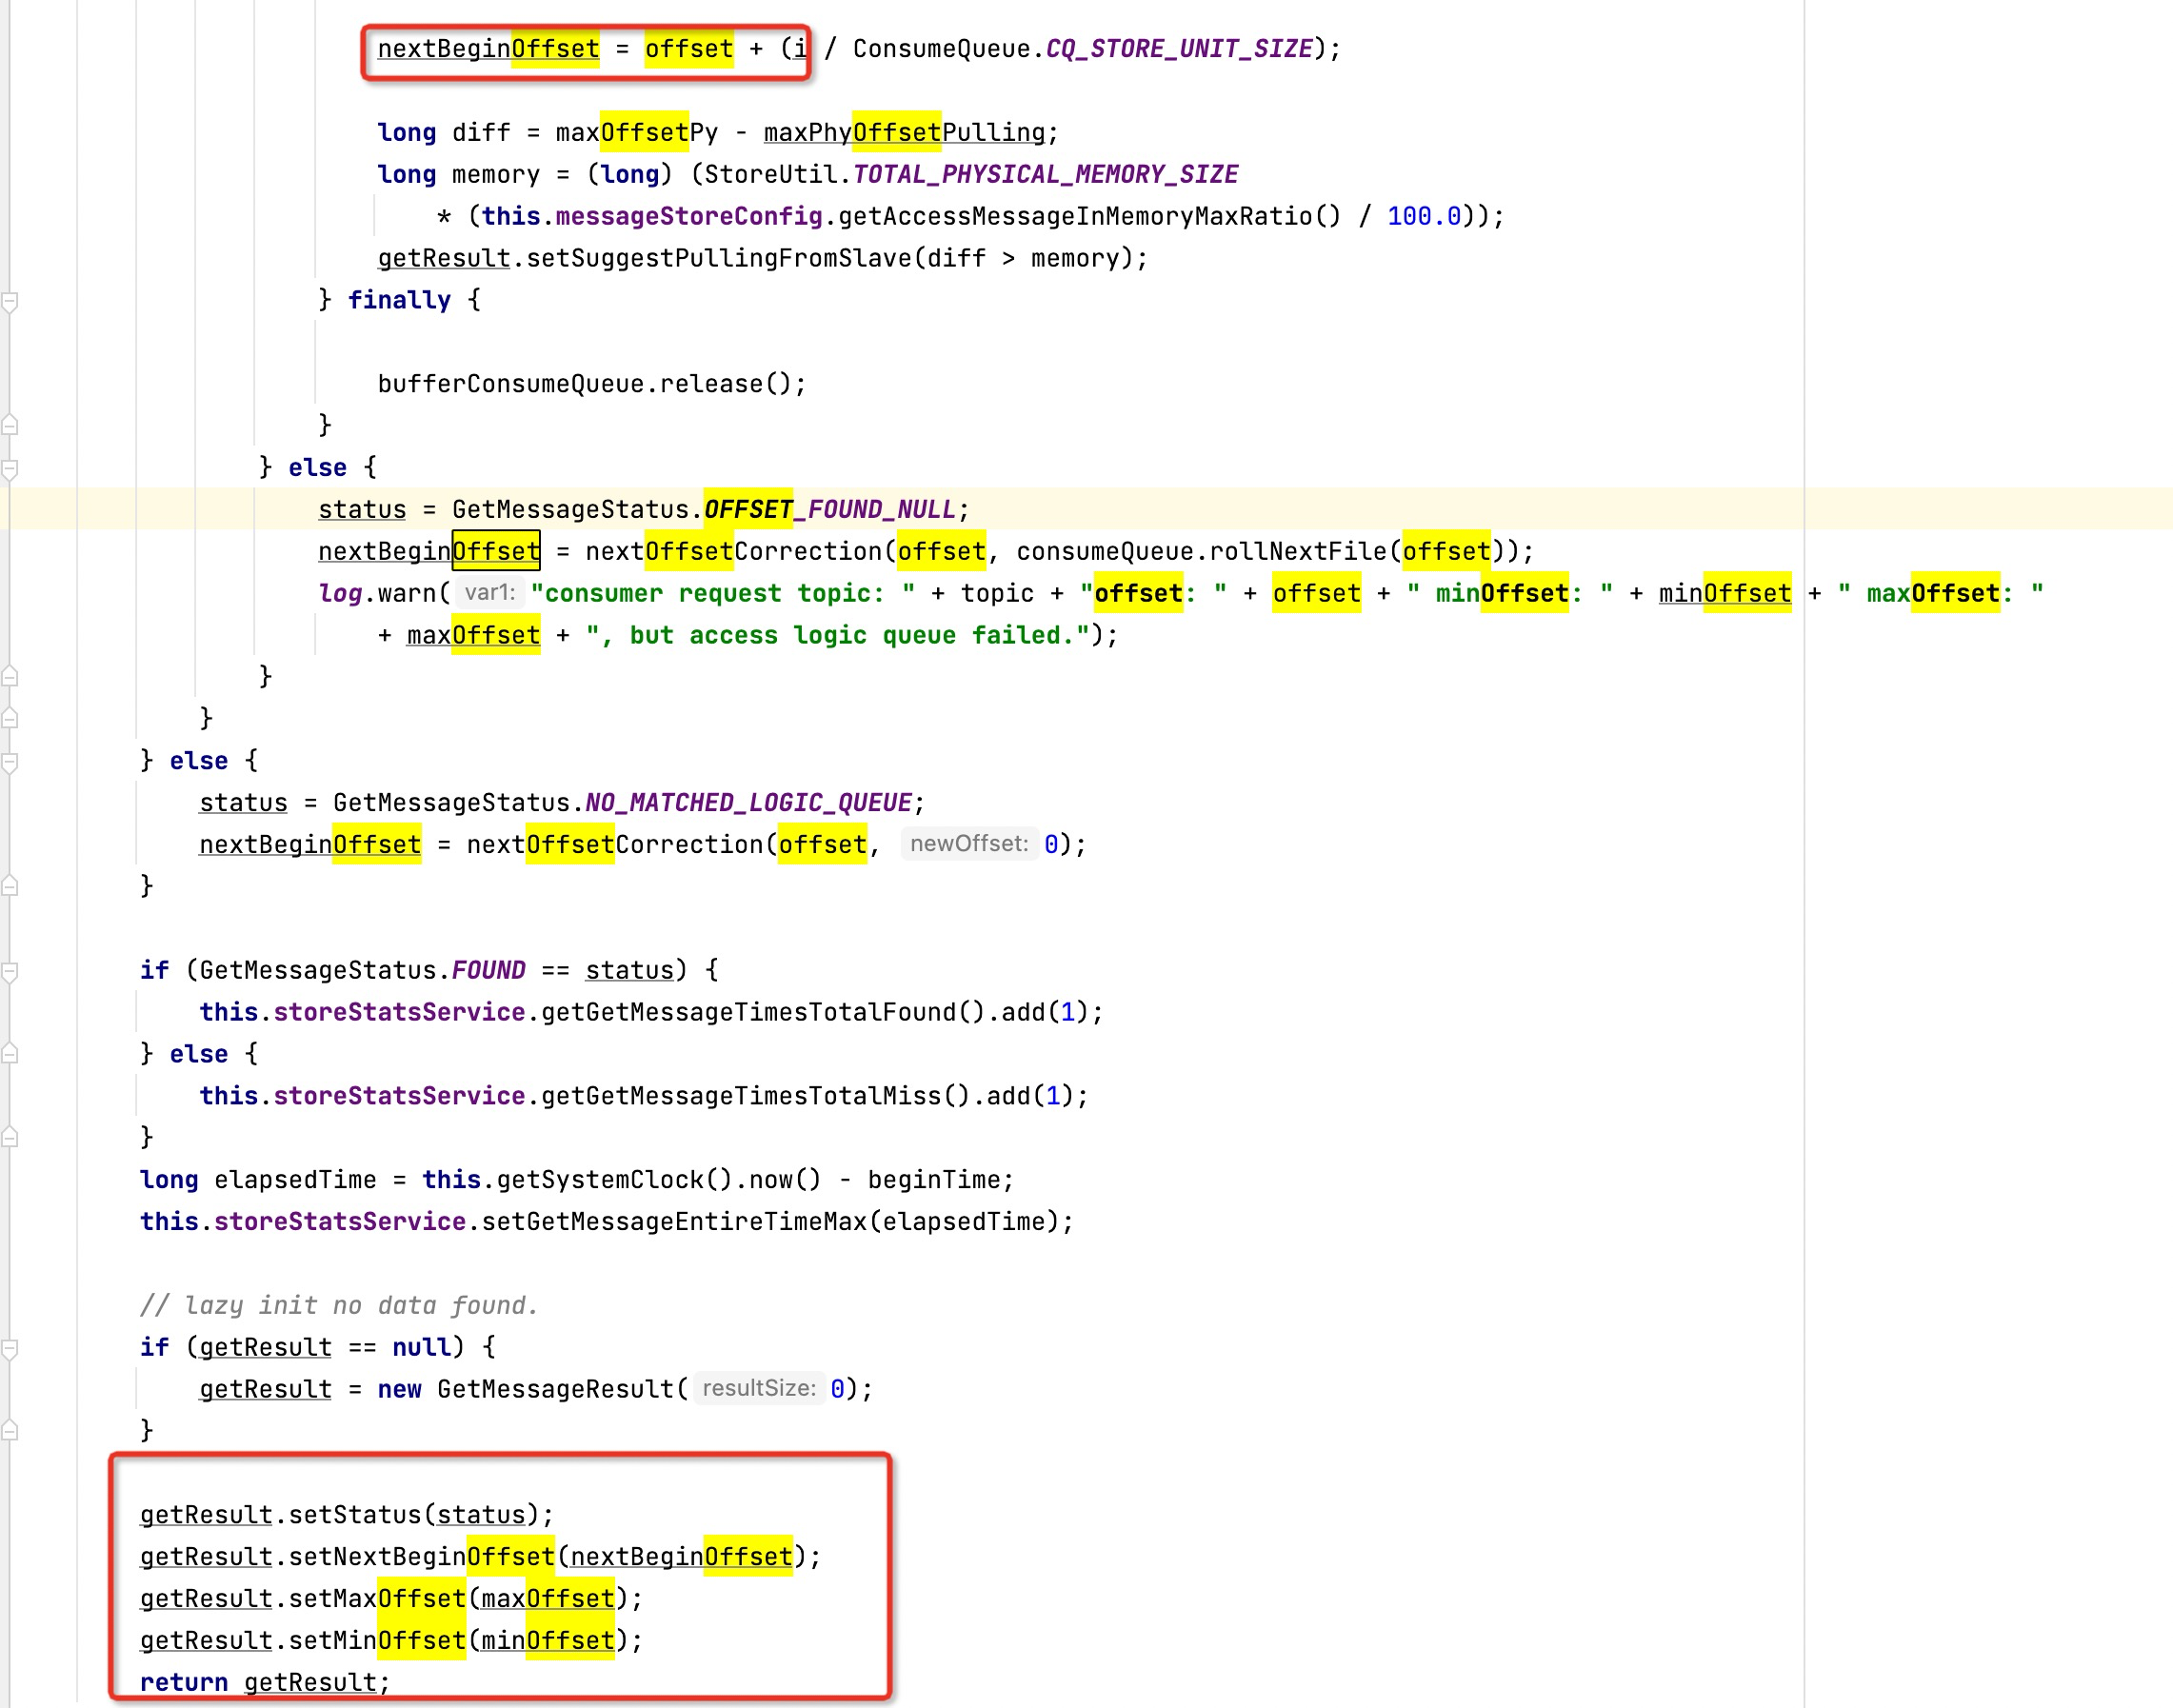 nextBeginOffset = offset + (i / ConsumeQueue.CQ_STORE_UNIT_SIZE);
long diff = maxOffsetPy - maxPhyOffsetPulling;
long memory = (long) (StoreUtil.TOTAL_PHYSICAL_MEMORY_SIZE
* (this.messageStoreConfig.getAccessMessageInMemoryMaxRatio() / 100.0));
getResult.setSuggestPullingFromSlave(diff > memory);
} finally {
bufferConsumeQueue.release();
}
} else {
status = GetMessageStatus.OFFSET_FOUND_NULL;
nextBeginOffset = nextOffsetCorrection(offset, consumeQueue.rollNextFile(offset));
log.warn( var1: "consumer request topic: " + topic + "offset: " + offset + " minOffset: " + minOffset + " maxOffset: "
+ maxOffset + ", but access logic queue failed.");
}
}
} else {
status = GetMessageStatus.NO_MATCHED_LOGIC_QUEUE;
nextBeginOffset = nextOffsetCorrection(offset, newOffset: 0);
}
if (GetMessageStatus.FOUND == status) {
this.storeStatsService.getGetMessageTimesTotalFound().add(1);
} else {
this.storeStatsService.getGetMessageTimesTotalMiss().add(1);
}
long elapsedTime = this.getSystemClock().now() - beginTime;
this.storeStatsService.setGetMessageEntireTimeMax(elapsedTime);
// lazy init no data found.
if (getResult == null) {
getResult = new GetMessageResult( resultSize: 0);
}
getResult.setStatus(status);
getResult.setNextBeginOffset(nextBeginOffset);
getResult.setMaxOffset(maxOffset);
getResult.setMinOffset(minOffset);
return getResult;